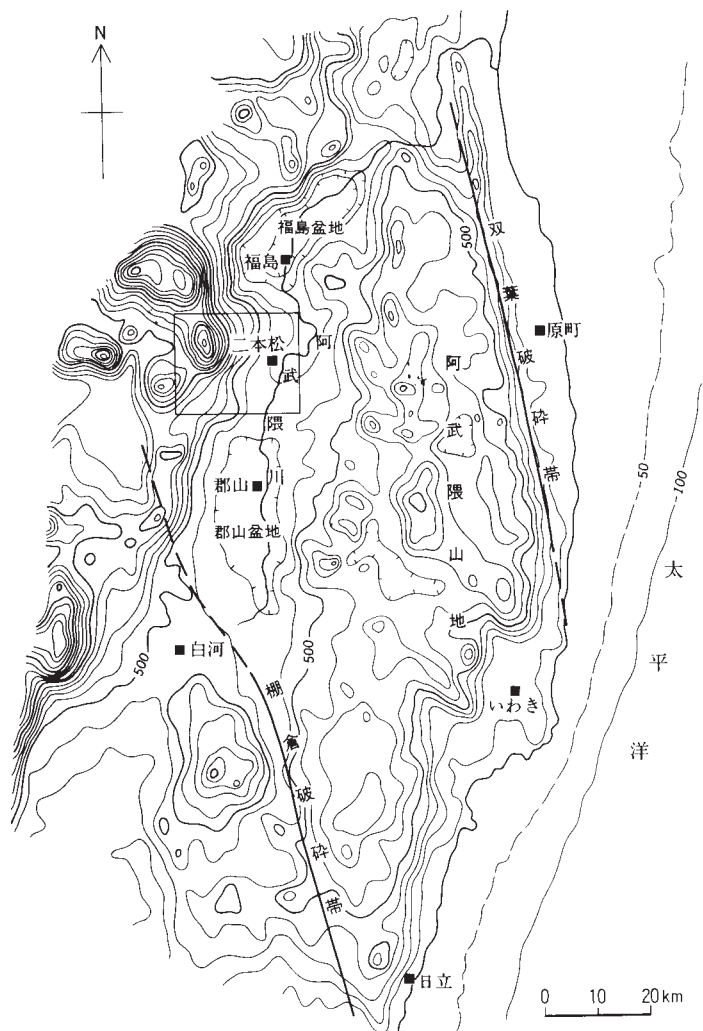 N
福島盆地
福島
500
双葉破砕帯
原町
二本松
阿武隈川
阿武隈山地
郡山
郡山盆地
50
100
太平洋
白河
500
500
棚倉破砕帯
いわき
日立
0 10 20km